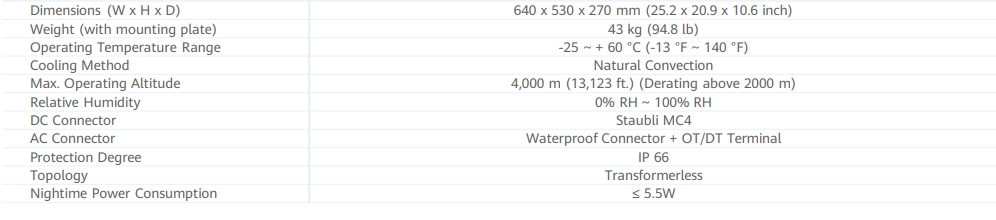 Dimensions (W x H x D) 640 x 530 x 270 mm (25.2 x 20.9 x 10.6 inch)
Weight (with mounting plate) 43 kg (94.8 lb)
Operating Temperature Range -25 ~ + 60 °C (-13 °F ~ 140 °F)
Cooling Method Natural Convection
Max. Operating Altitude 4,000 m (13,123 ft.) (Derating above 2000 m)
Relative Humidity 0% RH ~ 100% RH
DC Connector Staubli MC4
AC Connector Waterproof Connector + OT/DT Terminal
Protection Degree IP 66
Topology Transformerless
Nightime Power Consumption ≤ 5.5W